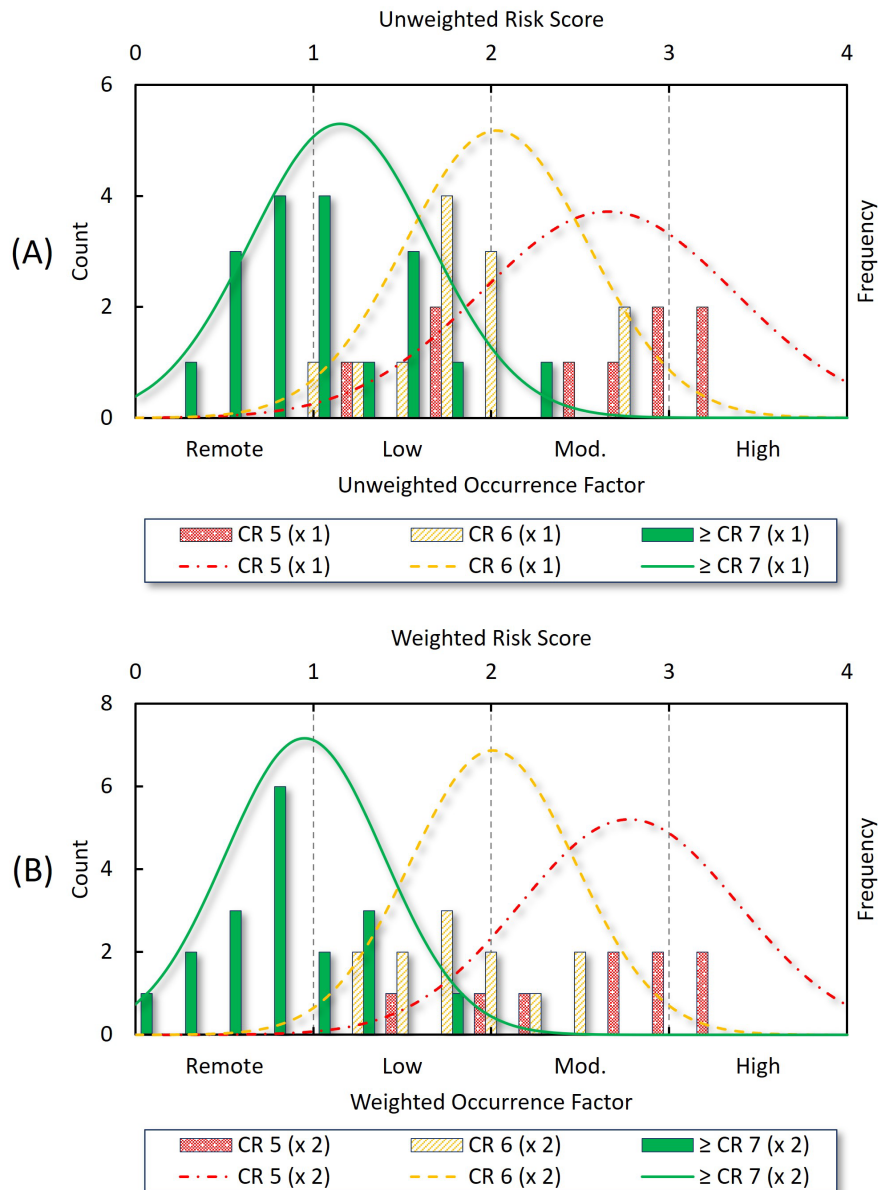 Unweighted Risk Score
0 1 2 3 4
(A)
Count
6
4
2
0
Frequency
Remote Low Mod. High
Unweighted Occurrence Factor
CR 5 (x 1) CR 6 (x 1) ≥ CR 7 (x 1)
CR 5 (x 1) CR 6 (x 1) ≥ CR 7 (x 1)
Weighted Risk Score
0 1 2 3 4
(B)
Count
8
6
4
2
0
Frequency
Remote Low Mod. High
Weighted Occurrence Factor
CR 5 (x 2) CR 6 (x 2) ≥ CR 7 (x 2)
CR 5 (x 2) CR 6 (x 2) ≥ CR 7 (x 2)